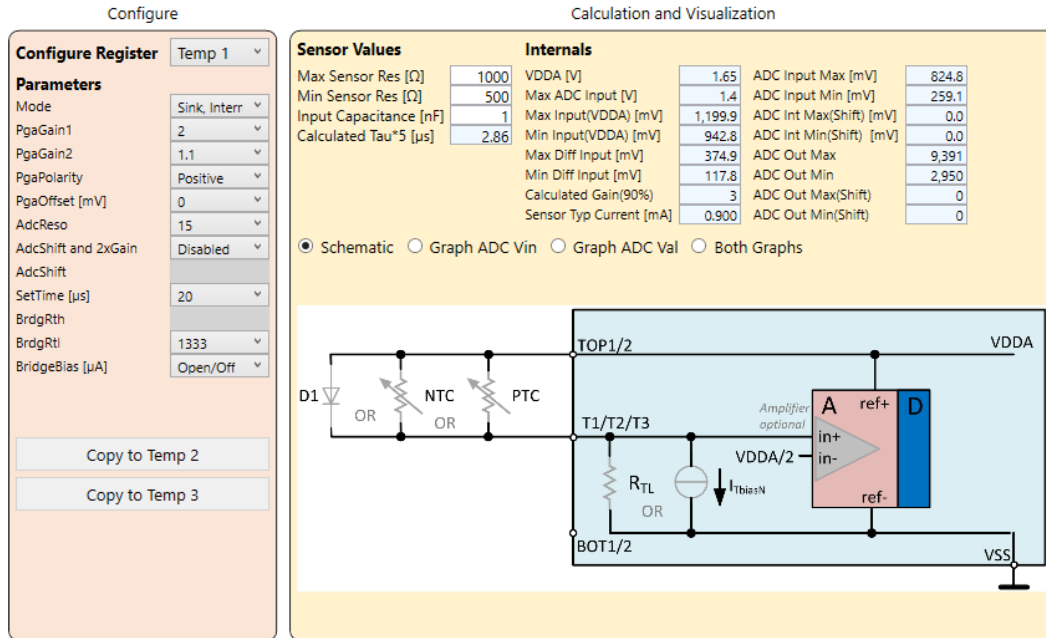 Configure
Calculation and Visualization
Configure Register Temp 1
Parameters
Mode Sink, Interr
PgaGain1 2
PgaGain2 1.1
PgaPolarity Positive
PgaOffset [mV] 0
AdcReso 15
AdcShift and 2xGain Disabled
AdcShift
SetTime [µs] 20
BrdgRth
BrdgRtl 1333
BridgeBias [µA] Open/Off
Copy to Temp 2
Copy to Temp 3
Sensor Values
Max Sensor Res [Ω] 1000
Min Sensor Res [Ω] 500
Input Capacitance [nF] 1
Calculated Tau*5 [µs] 2.86
Internals
VDDA [V] 1.65 ADC Input Max [mV] 824.8
Max ADC Input [V] 1.4 ADC Input Min [mV] 259.1
Max Input(VDDA) [mV] 1,199.9 ADC Int Max(Shift) [mV] 0.0
Min Input(VDDA) [mV] 942.8 ADC Int Min(Shift) [mV] 0.0
Max Diff Input [mV] 374.9 ADC Out Max 9,391
Min Diff Input [mV] 117.8 ADC Out Min 2,950
Calculated Gain(90%) 3 ADC Out Max(Shift) 0
Sensor Typ Current [mA] 0.900 ADC Out Min(Shift) 0
Schematic Graph ADC Vin Graph ADC Val Both Graphs
TOP1/2 VDDA
D1 OR NTC OR PTC
T1/T2/T3
Amplifier optional
A ref+ D
in+
VDDA/2 in-
RTL OR ITbiasN
ref-
BOT1/2
VSS